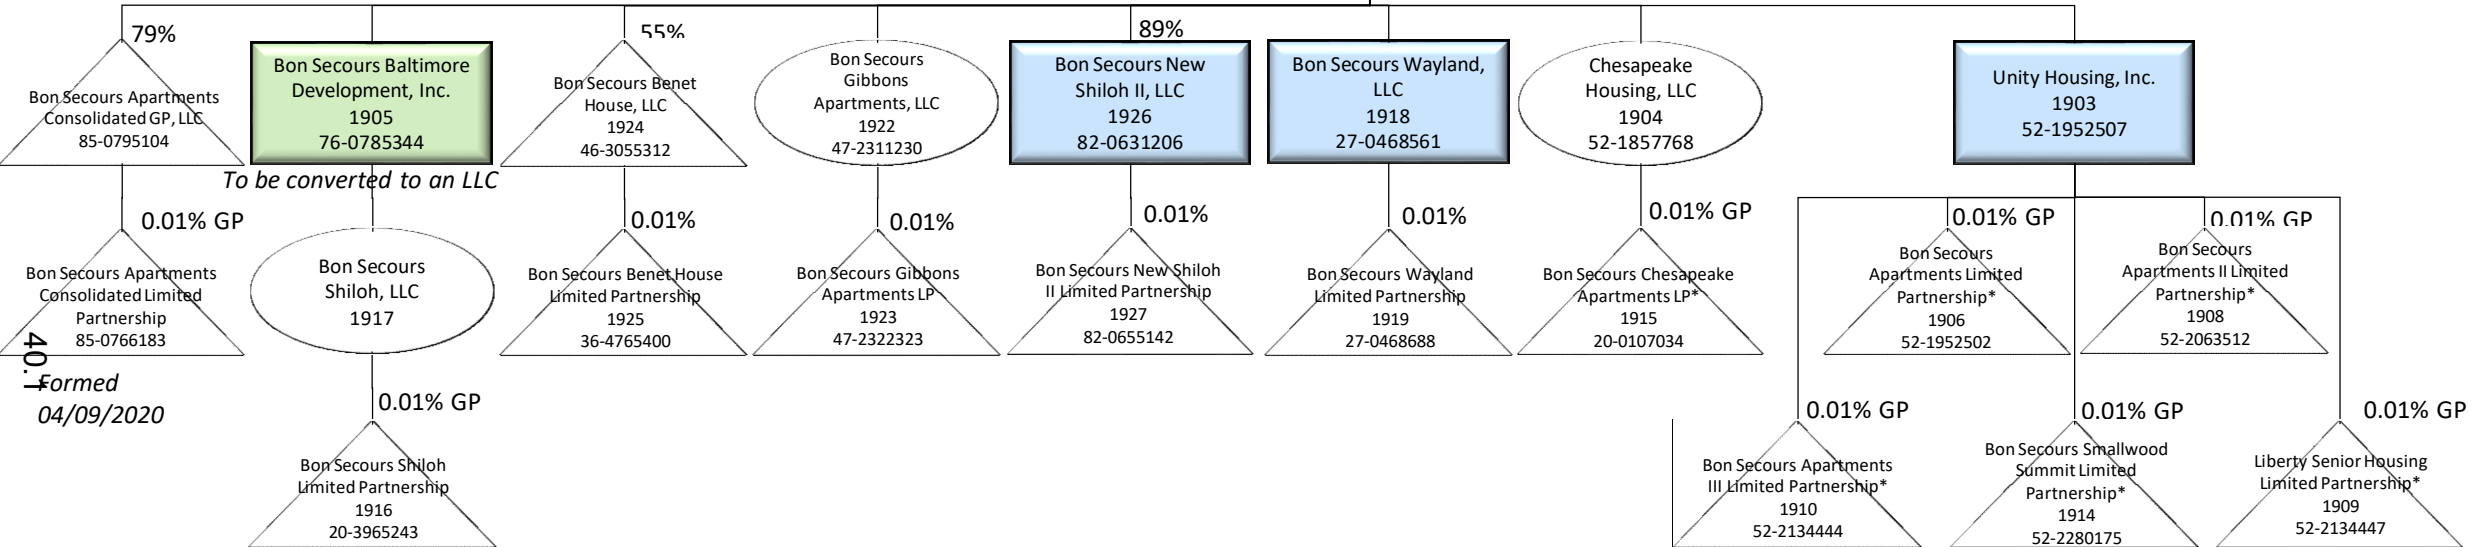 79%
Bon Secours Apartments
Consolidated GP, LLC
85-0795104
Bon Secours Baltimore
Development, Inc.
1905
76-0785344
To be converted to an LLC
55%
Bon Secours Benet
House, LLC
1924
46-3055312
Bon Secours
Gibbons
Apartments, LLC
1922
47-2311230
89%
Bon Secours New
Shiloh II, LLC
1926
82-0631206
Bon Secours Wayland,
LLC
1918
27-0468561
Chesapeake
Housing, LLC
1904
52-1857768
Unity Housing, Inc.
1903
52-1952507
0.01% GP
Bon Secours Apartments
Consolidated Limited
Partnership
85-0766183
Formed
04/09/2020
40.1
Bon Secours
Shiloh, LLC
1917
0.01%
Bon Secours Benet House
Limited Partnership
1925
36-4765400
0.01%
Bon Secours Gibbons
Apartments LP
1923
47-2322323
0.01%
Bon Secours New Shiloh
II Limited Partnership
1927
82-0655142
0.01%
Bon Secours Wayland
Limited Partnership
1919
27-0468688
0.01% GP
Bon Secours Chesapeake
Apartments LP*
1915
20-0107034
0.01% GP
Bon Secours
Apartments Limited
Partnership*
1906
52-1952502
0.01% GP
Bon Secours
Apartments II Limited
Partnership*
1908
52-2063512
0.01% GP
Bon Secours Shiloh
Limited Partnership
1916
20-3965243
0.01% GP
Bon Secours Apartments
III Limited Partnership*
1910
52-2134444
0.01% GP
Bon Secours Smallwood
Summit Limited
Partnership*
1914
52-2280175
0.01% GP
Liberty Senior Housing
Limited Partnership*
1909
52-2134447